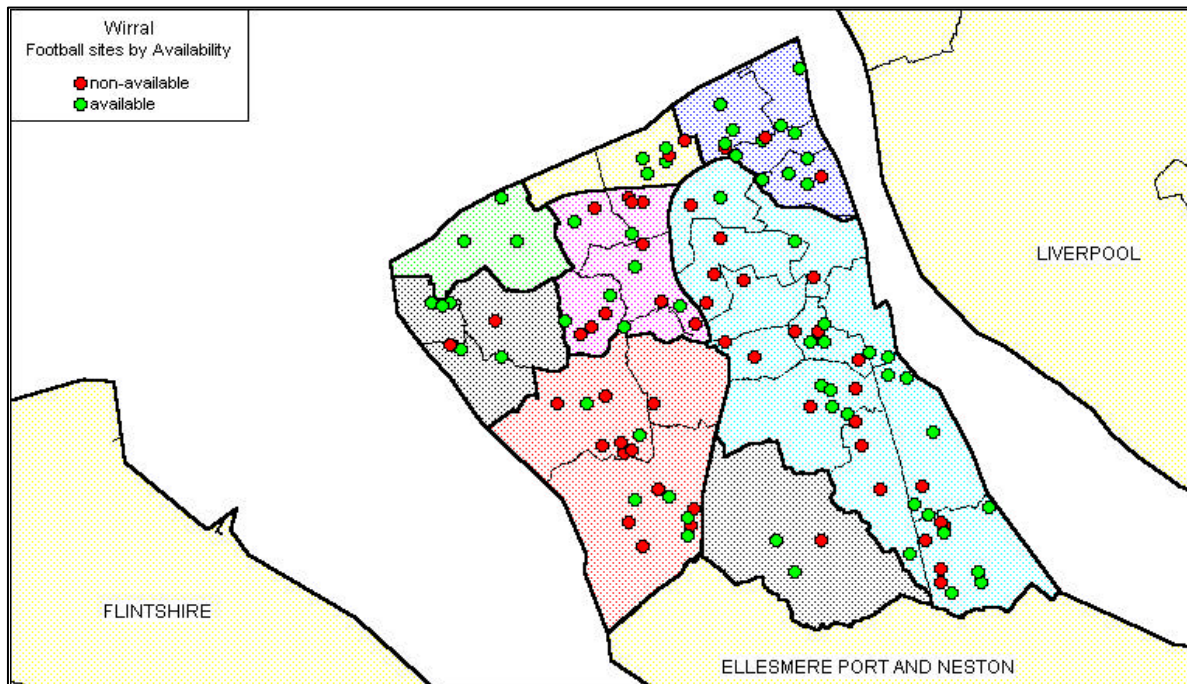 Wirral
Football sites by Availability
non-available
available
LIVERPOOL
FLINTSHIRE
ELLESMERE PORT AND NESTON